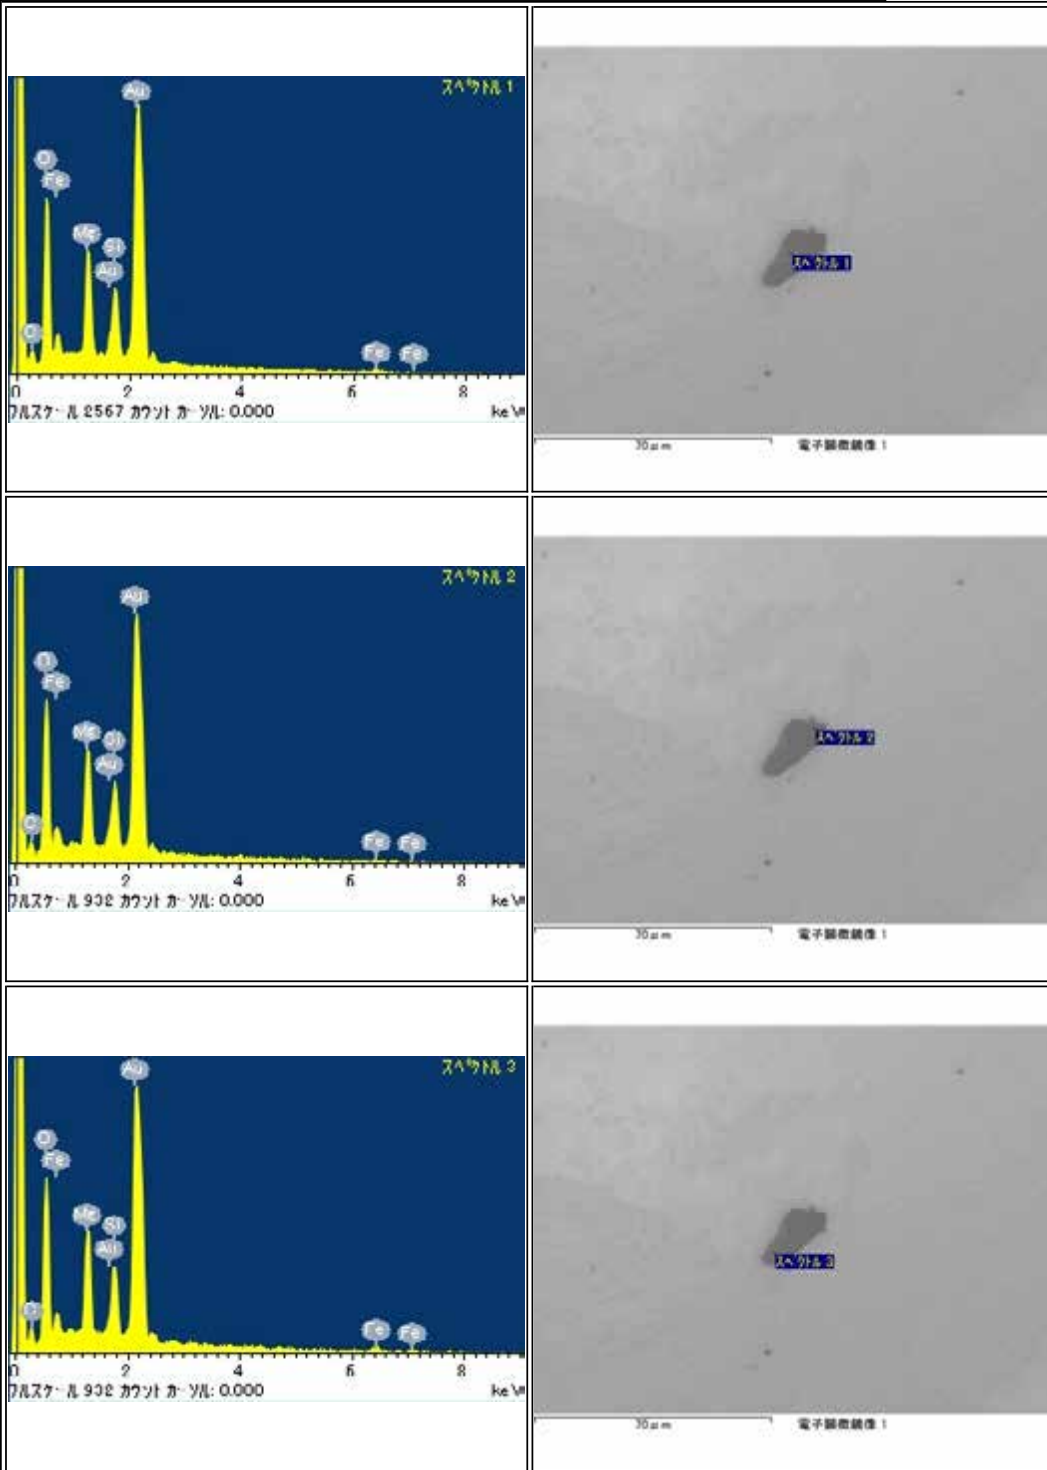 スペクトル 1
Au
O
Fe
Mg
Si
Au
C
Fe Fe
0 2 4 6 8
フルスケール 2567 カウント カーソル: 0.000 keV
スペクトル 1
電子顕微鏡像 1
スペクトル 2
Au
O
Fe
Mg
Si
Au
C
Fe Fe
0 2 4 6 8
フルスケール 932 カウント カーソル: 0.000 keV
スペクトル 2
電子顕微鏡像 1
スペクトル 3
Au
O
Fe
Mg
Si
Au
C
Fe Fe
0 2 4 6 8
フルスケール 932 カウント カーソル: 0.000 keV
スペクトル 3
電子顕微鏡像 1